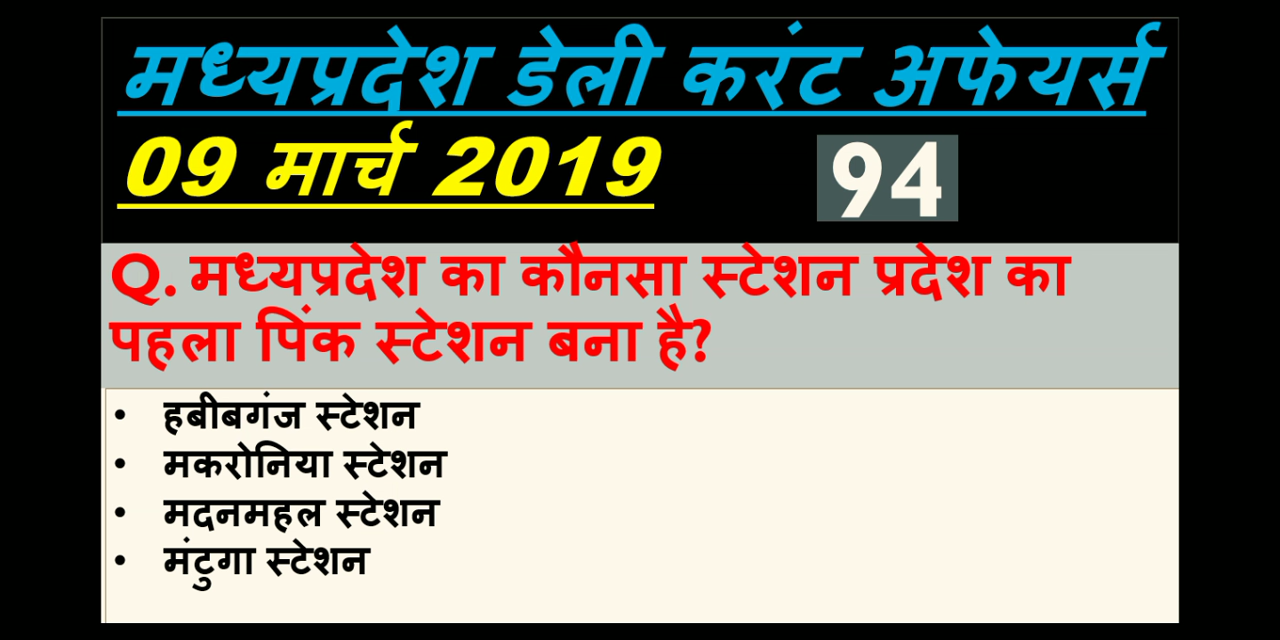 मध्यप्रदेश डेली करंट अफेयर्स
09 मार्च 2019 94
Q. मध्यप्रदेश का कौनसा स्टेशन प्रदेश का
पहला पिंक स्टेशन बना है?
• हबीबगंज स्टेशन
• मकरोनिया स्टेशन
• मदनमहल स्टेशन
• मंटुगा स्टेशन